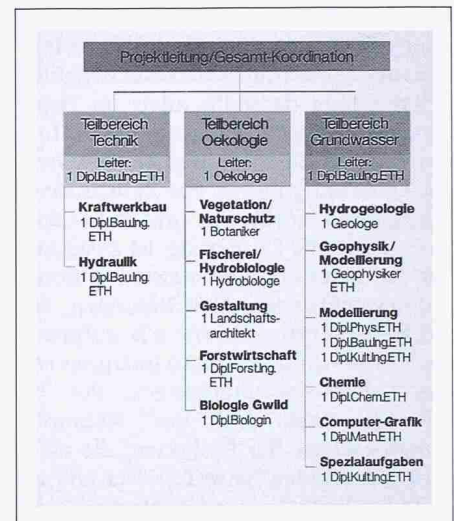 Projektleitung/Gesamt-Koordination
Teilbereich
Technik
Leiter:
1 Dipl.Bau.Ing.ETH
Kraftwerkbau
1 Dipl.Bau.Ing.
ETH
Hydraulik
1 Dipl.Bau.Ing.
ETH
Teilbereich
Oekologie
Leiter:
1 Oekologe
Vegetation/
Naturschutz
1 Botaniker
Fischerei/
Hydrobiologie
1 Hydrobiologe
Gestaltung
1 Landschafts-
architekt
Forstwirtschaft
1 Dipl.Forst.Ing.
ETH
Biologie Gwild
1 Dipl.Biologin
Teilbereich
Grundwasser
Leiter:
1 Dipl.Bau.Ing.ETH
Hydrogeologie
1 Geologe
Geophysik/
Modellierung
1 Geophysiker
ETH
Modellierung
1 Dipl.Phys.ETH
1 Dipl.Bau.Ing.ETH
1 Dipl.Kult.Ing.ETH
Chemie
1 Dipl.Chem.ETH
Computer-Grafik
1 Dipl.Math.ETH
Spezialaufgaben
1 Dipl.Kult.Ing.ETH